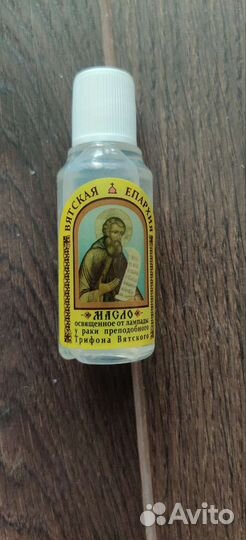 ВЯТСКАЯ ЕПАРХИЯ
МАСЛО
освященное от лампады
у раки преподобного
Трифона Вятского
Avito